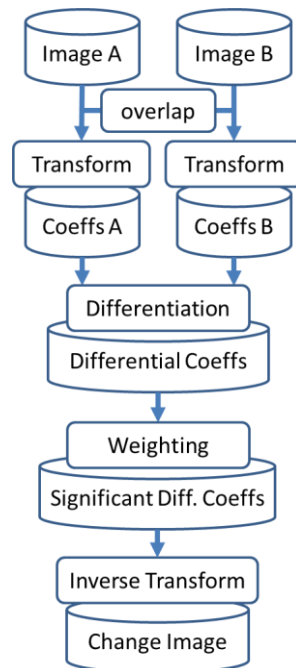 Image A
Image B
overlap
Transform
Transform
Coeffs A
Coeffs B
Differentiation
Differential Coeffs
Weighting
Significant Diff. Coeffs
Inverse Transform
Change Image